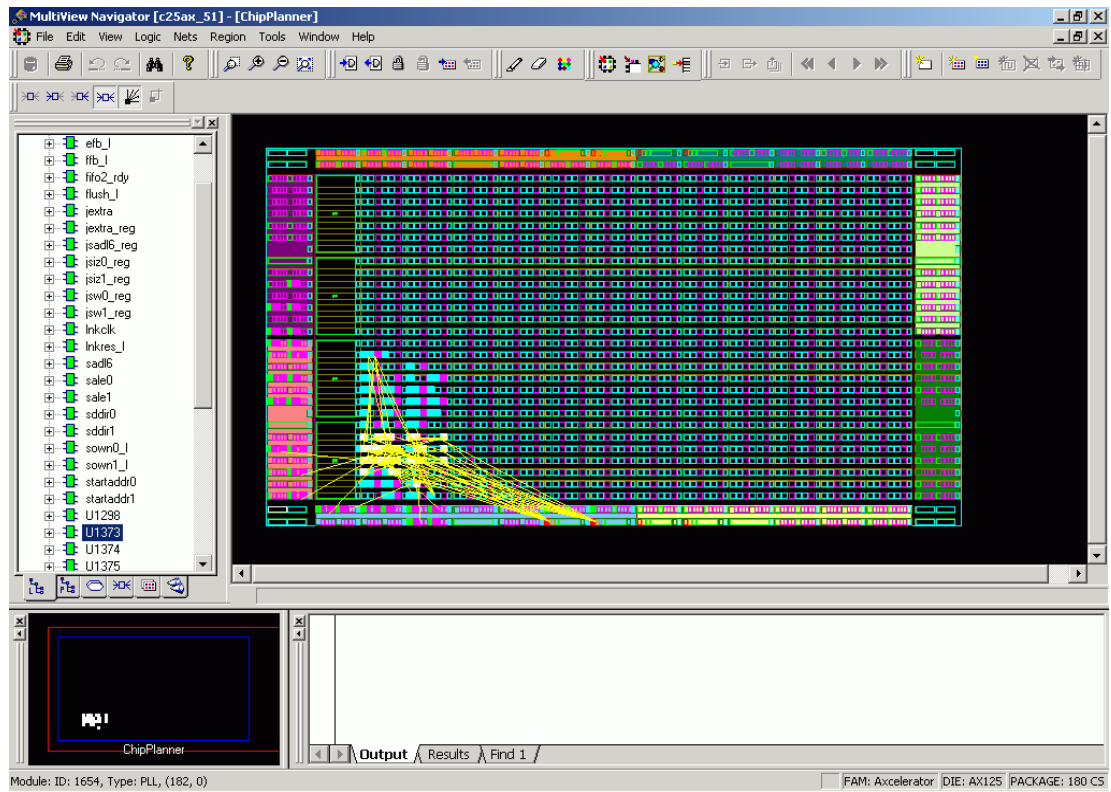 MultiView Navigator [c25ax_51] - [ChipPlanner]
File Edit View Logic Nets Region Tools Window Help
efb_l
ffb_l
fifo2_rdy
flush_l
jextra
jextra_reg
jsadl6_reg
jsiz0_reg
jsiz1_reg
jsw0_reg
jsw1_reg
lnkclk
lnkres_l
sadl6
sale0
sale1
sddir0
sddir1
sown0_l
sown1_l
startaddr0
startaddr1
U1298
U1373
U1374
U1375
ChipPlanner
Output Results Find 1
Module: ID: 1654, Type: PLL, (182, 0) FAM: Axcelerator DIE: AX125 PACKAGE: 180 CS